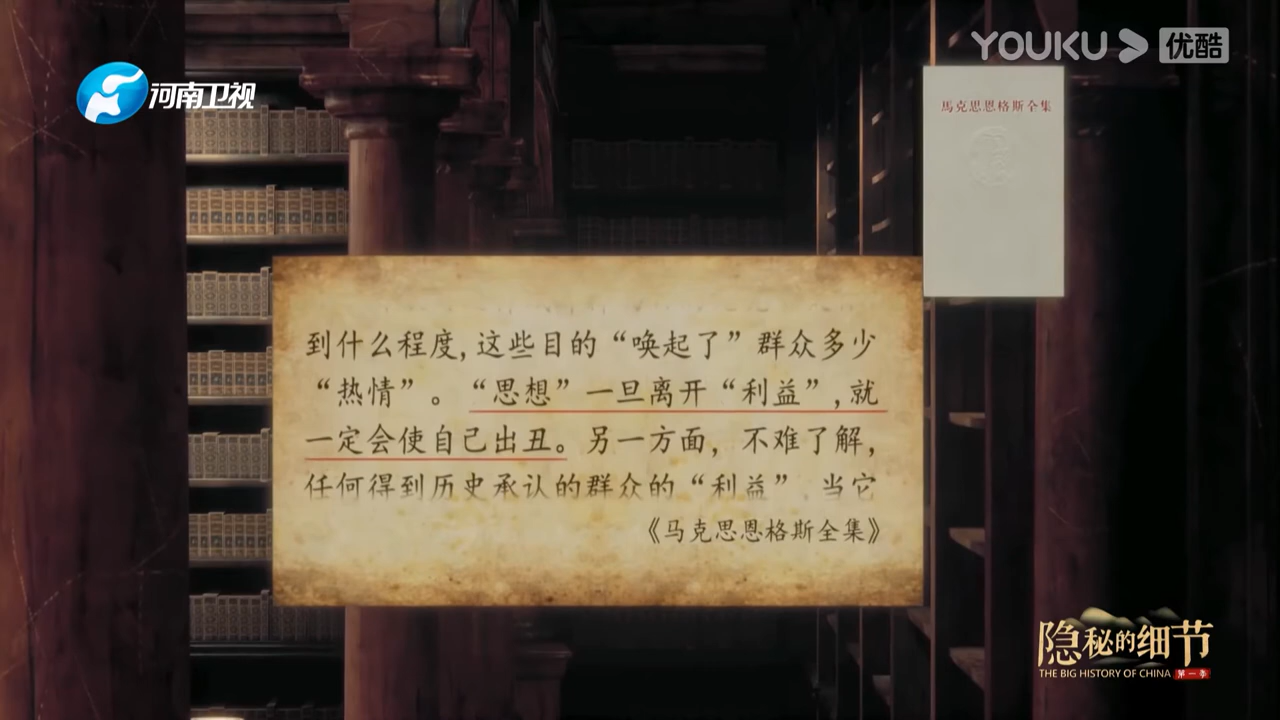 YOUKU 优酷
河南卫视
馬克思恩格斯全集
到什么程度,这些目的“唤起了”群众多少
“热情”。“思想”一旦离开“利益”,就
一定会使自己出丑。另一方面，不难了解，
任何得到历史承认的群众的“利益”，当它
《马克思恩格斯全集》
隐秘的细节
THE BIG HISTORY OF CHINA 第一季